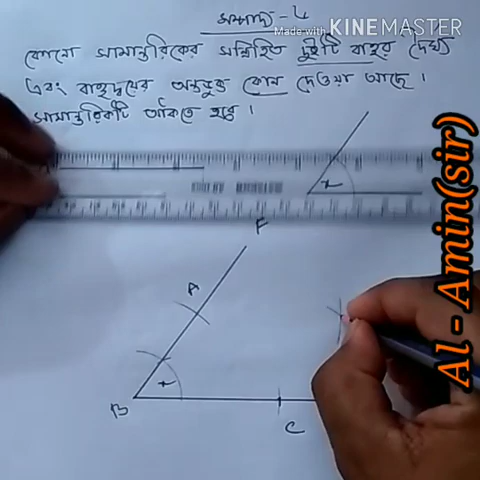 সম্পাদ্য - ৮
Made with KINEMASTER
কোনো সামান্তরিকের সন্নিহিত দুইটি বাহুর দৈর্ঘ্য
এবং বাহুদ্বয়ের অন্তর্ভুক্ত কোন দেওয়া আছে।
সামান্তরিকটি আঁকতে হবে।
x
F
A
x
B
C
Al - Amin(sir)